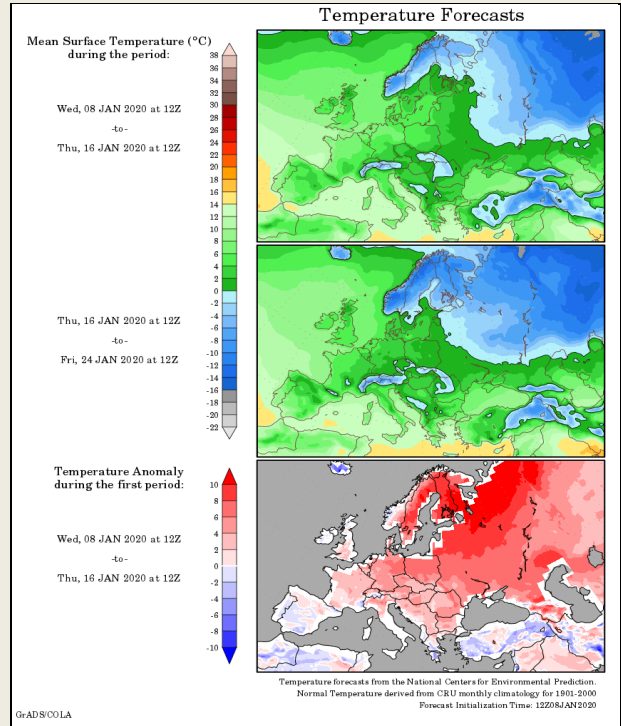 Temperature Forecasts
Mean Surface Temperature (°C)
during the period:
Wed, 08 JAN 2020 at 12Z
-to-
Thu, 16 JAN 2020 at 12Z
38
36
34
32
30
28
26
24
22
20
18
16
14
12
10
8
6
4
2
0
-2
-4
-6
-8
-10
-12
-14
-16
-18
-20
-22
Thu, 16 JAN 2020 at 12Z
-to-
Fri, 24 JAN 2020 at 12Z
Temperature Anomaly
during the first period:
Wed, 08 JAN 2020 at 12Z
-to-
Thu, 16 JAN 2020 at 12Z
10
8
6
4
2
0
-2
-4
-6
-8
-10
Temperature forecasts from the National Centers for Environmental Prediction.
Normal Temperature derived from CRU monthly climatology for 1901-2000
Forecast Initialization Time: 12Z08JAN2020
GrADS/COLA